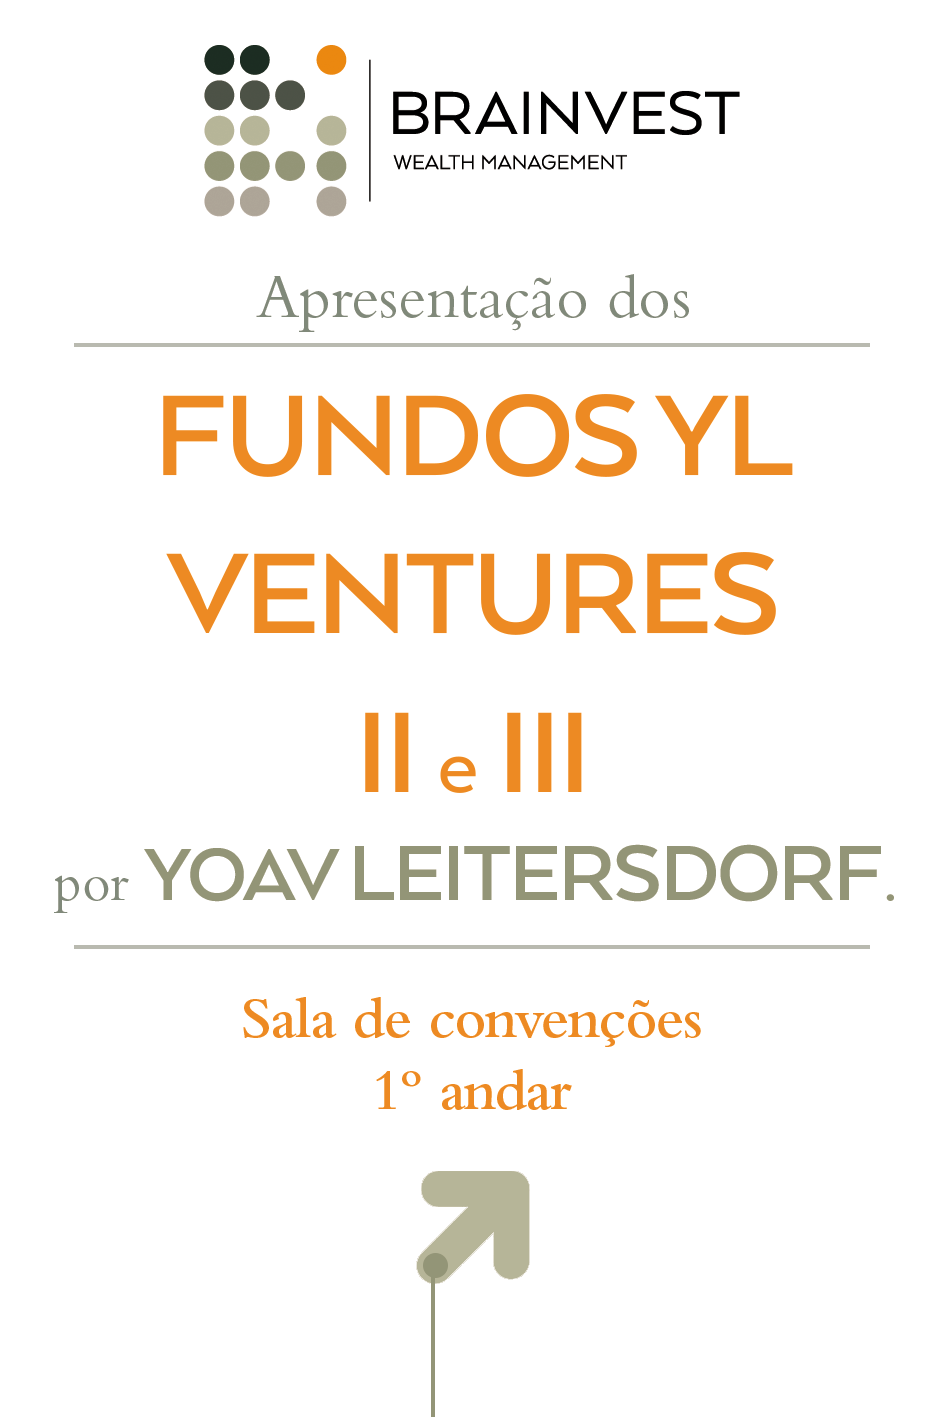 BRAINVEST
WEALTH MANAGEMENT
Apresentação dos
FUNDOS YL
VENTURES
II e III
por YOAV LEITERSDORF.
Sala de convenções
1º andar